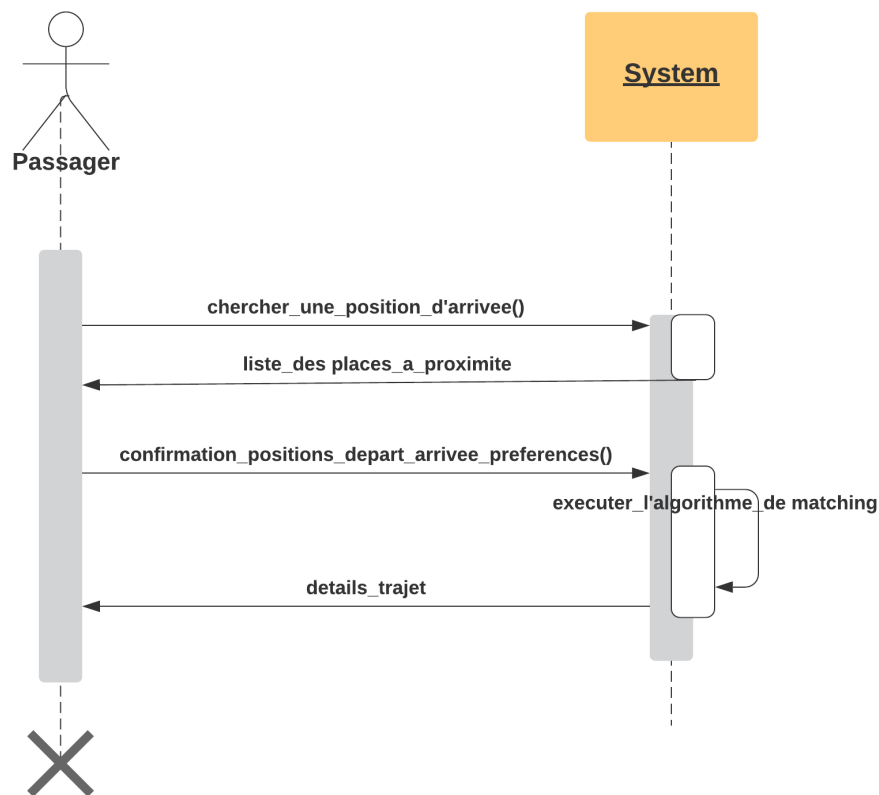 System
Passager
chercher_une_position_d'arrivee()
liste_des places_a_proximite
confirmation_positions_depart_arrivee_preferences()
executer_l'algorithme_de matching
details_trajet